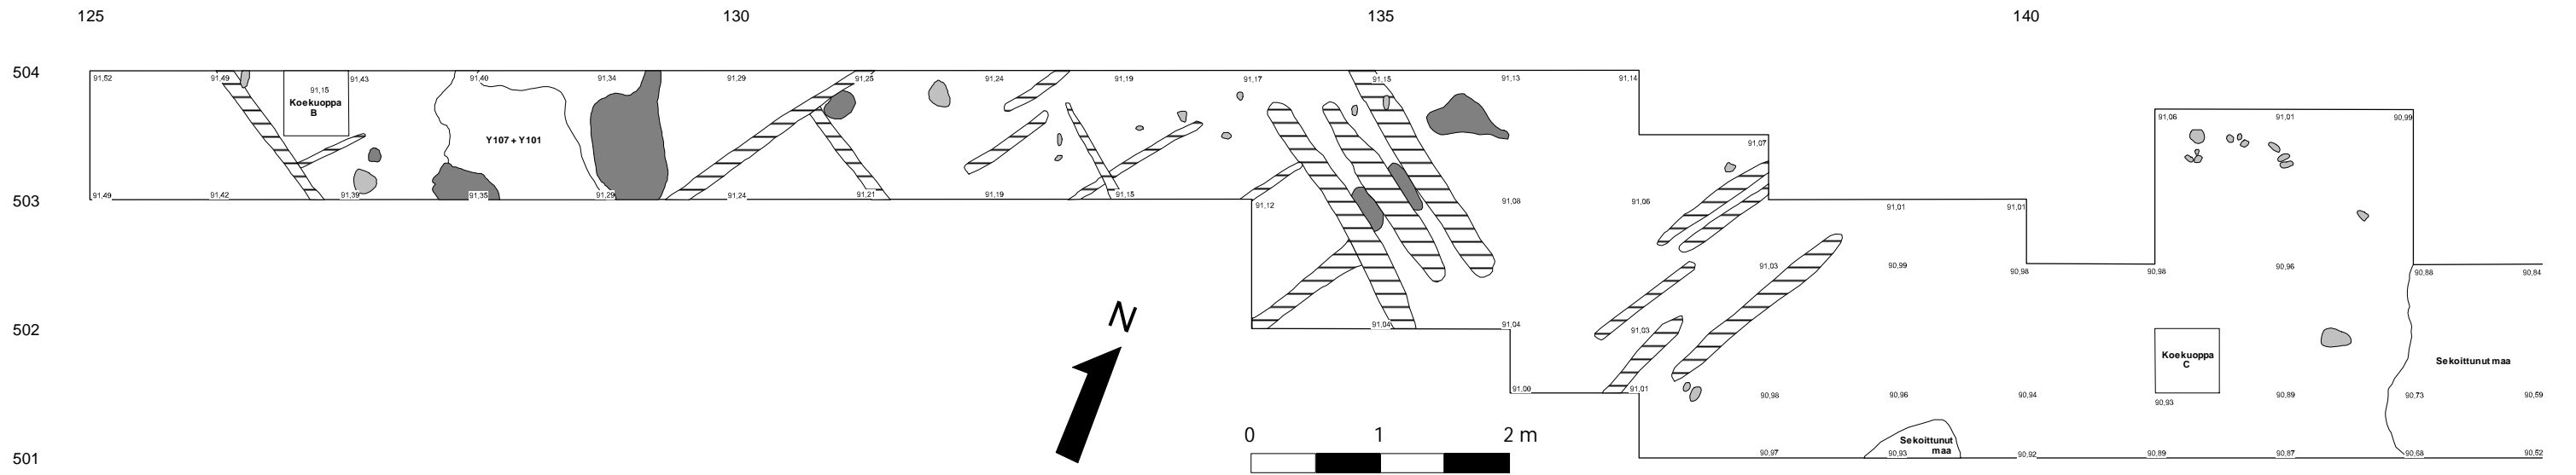 125 130 135 140
504
91,52 91,49 91,43 91,40 91,34 91,29 91,25 91,24 91,19 91,17 91,15 91,13 91,14
91,15
Koekuoppa
B
91,06 91,01 90,99
Y107 + Y101
91,07
503
91,49 91,42 91,39 91,35 91,29 91,24 91,21 91,19 91,15
91,12 91,08 91,06 91,01 91,01
91,03 90,99 90,98 90,98 90,96 90,88 90,84
N
502
91,04 91,04 91,03
Koekuoppa
C
Sekoittunut maa
91,00 91,01 90,98 90,96 90,94 90,93 90,89 90,73 90,59
0 1 2 m
Sekoittunut
maa
501
90,97 90,93 90,92 90,89 90,87 90,68 90,52